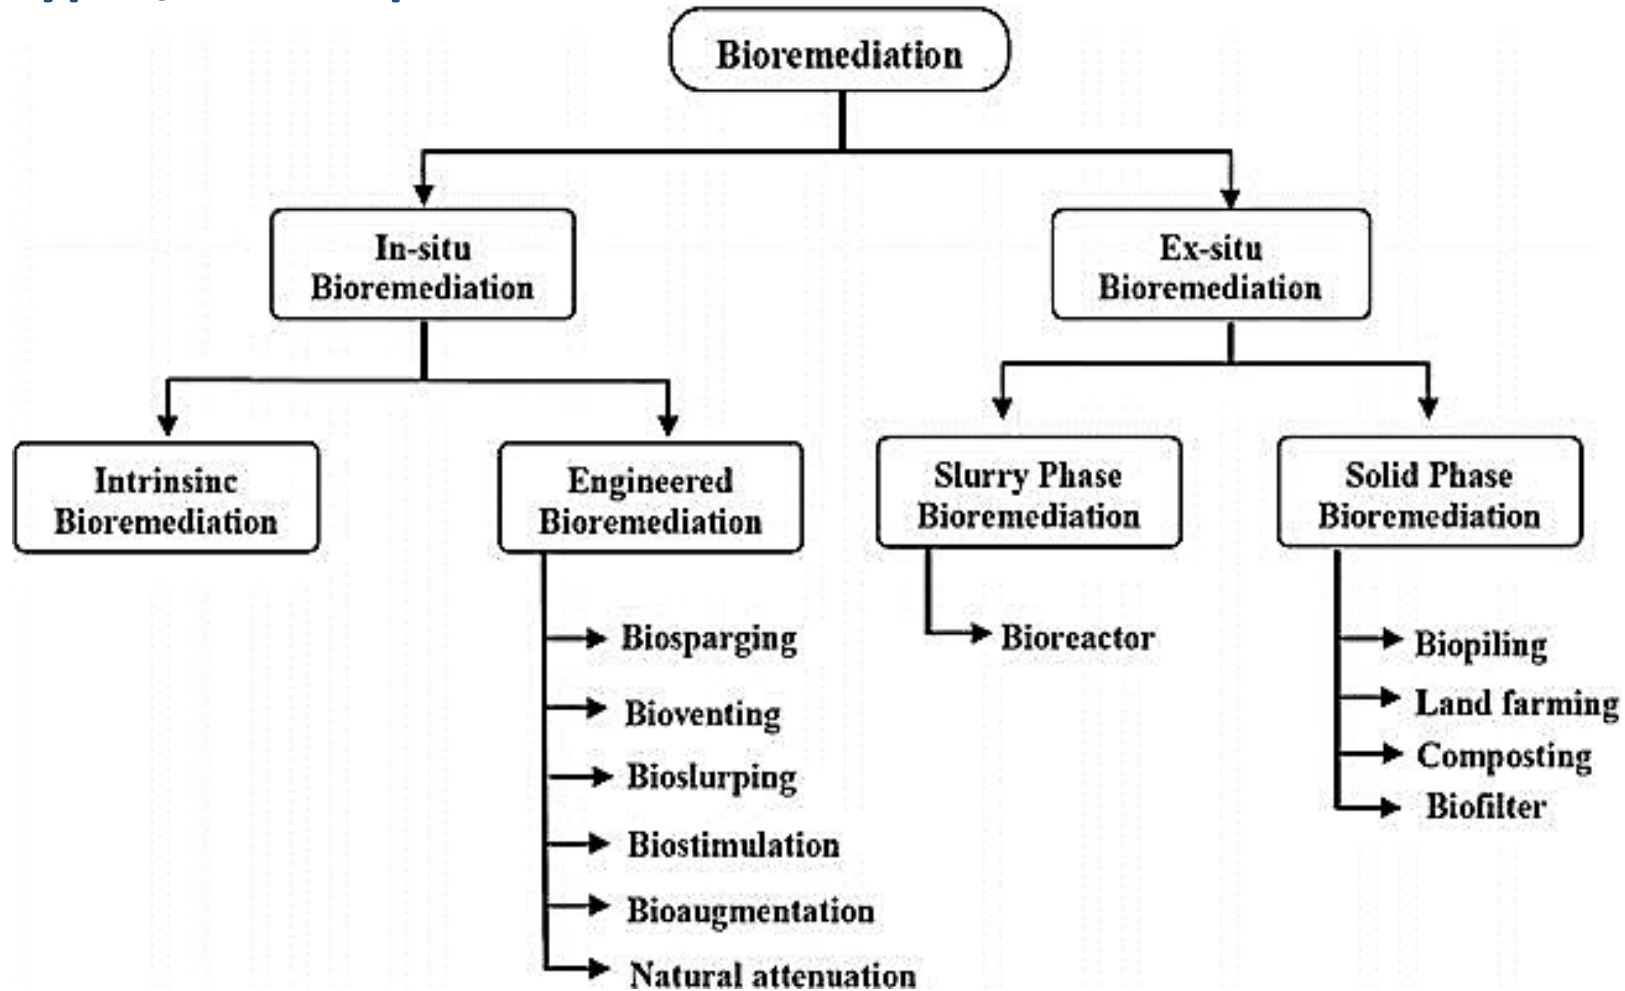 Bioremediation
In-situ
Bioremediation
Ex-situ
Bioremediation
Intrinsinc
Bioremediation
Engineered
Bioremediation
Slurry Phase
Bioremediation
Solid Phase
Bioremediation
Biosparging
Bioventing
Bioslurping
Biostimulation
Bioaugmentation
Natural attenuation
Bioreactor
Biopiling
Land farming
Composting
Biofilter